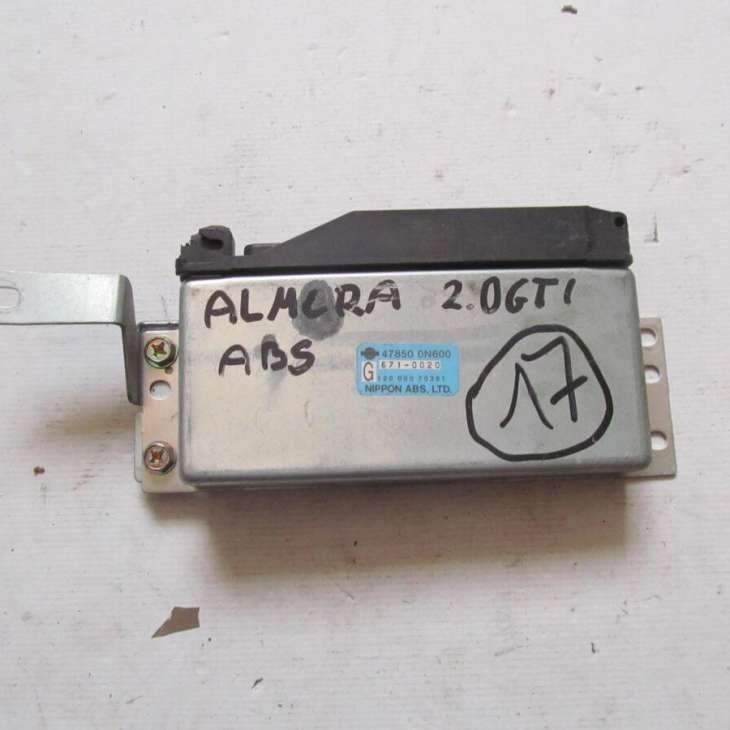 ALMERA 2.0GTI
ABS
47850 0N600
G 671-0020
NIPPON ABS, LTD.
17